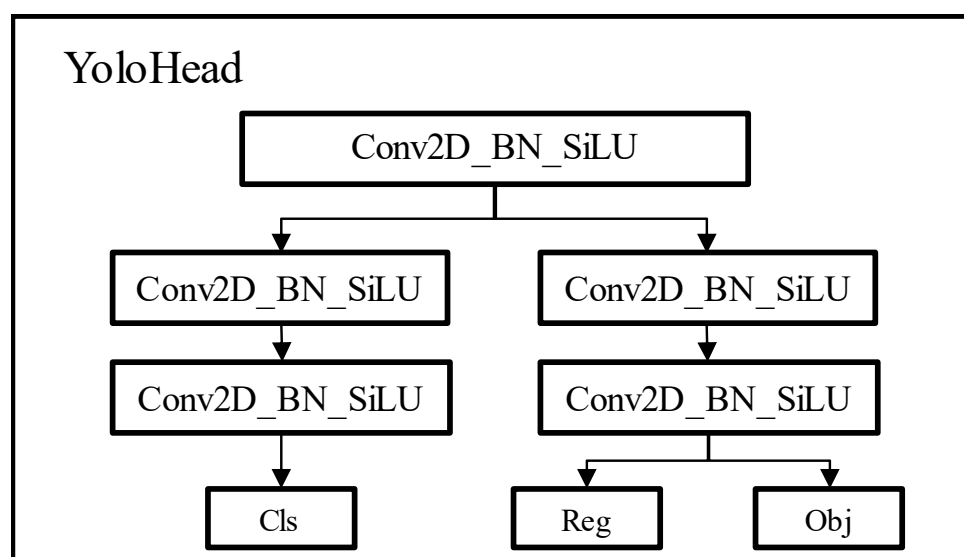 YoloHead
Conv2D_BN_SiLU
Conv2D_BN_SiLU
Conv2D_BN_SiLU
Conv2D_BN_SiLU
Conv2D_BN_SiLU
Cls
Reg
Obj